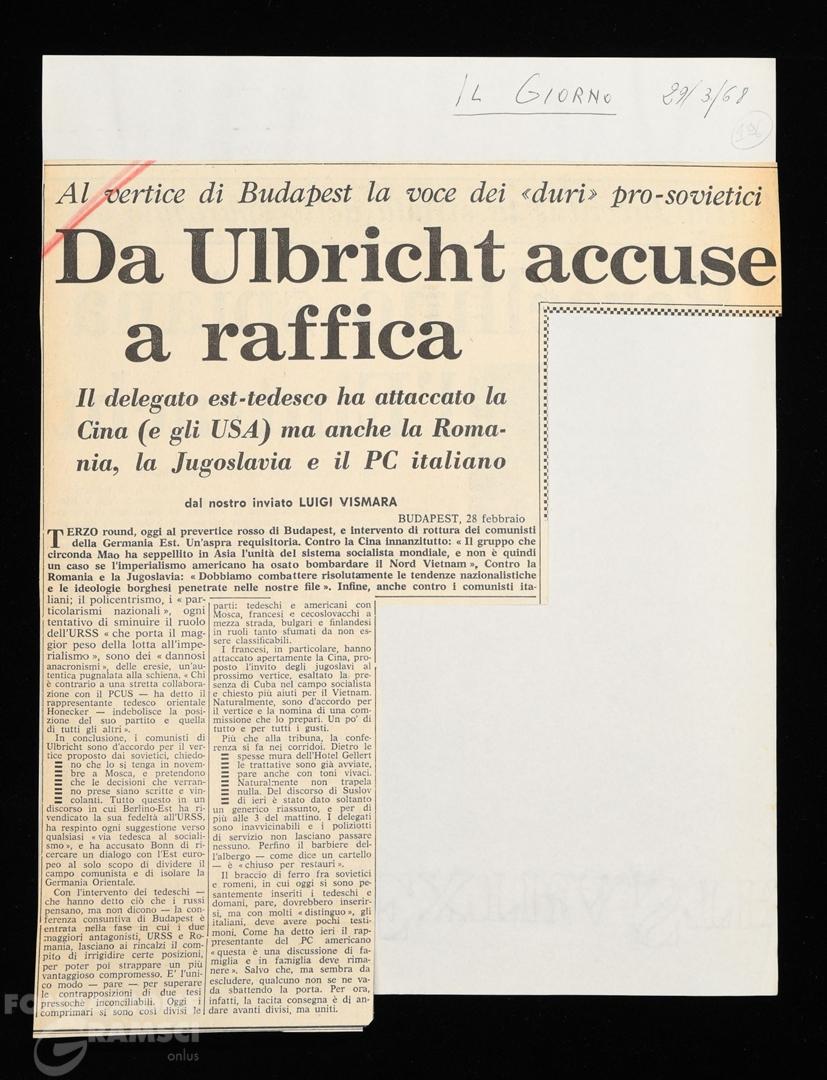 IL GIORNO 29/3/68
Al vertice di Budapest la voce dei «duri» pro-sovietici
Da Ulbricht accuse
a raffica
Il delegato est-tedesco ha attaccato la
Cina (e gli USA) ma anche la Roma-
nia, la Jugoslavia e il PC italiano
dal nostro inviato LUIGI VISMARA
BUDAPEST, 28 febbraio
TERZO round, oggi al prevertice rosso di Budapest, e intervento di rottura dei comunisti
della Germania Est. Un'aspra requisitoria. Contro la Cina innanzitutto: « Il gruppo che
circonda Mao ha seppellito in Asia l'unità del sistema socialista mondiale, e non è quindi
un caso se l'imperialismo americano ha osato bombardare il Nord Vietnam », Contro la
Romania e la Jugoslavia: « Dobbiamo combattere risolutamente le tendenze nazionalistiche
e le ideologie borghesi penetrate nelle nostre file ». Infine, anche contro i comunisti ita-
liani; il policentrismo, i « par-
ticolarismi nazionali », ogni
tentativo di sminuire il ruolo
dell'URSS « che porta il mag-
gior peso della lotta all'impe-
rialismo », sono dei « dannosi
anacronismi », delle eresie, un'au-
tentica pugnalata alla schiena. « Chi
è contrario a una stretta collabora-
zione con il PCUS — ha detto il
rappresentante tedesco orientale
Honecker — indebolisce la posi-
zione del suo partito e quella
di tutti gli altri ».
In conclusione, i comunisti di
Ulbricht sono d'accordo per il ver-
tice proposto dai sovietici, chiedo-
no che lo si tenga in novem-
bre a Mosca, e pretendono
che le decisioni che verran-
no prese siano scritte e vin-
colanti. Tutto questo in un
discorso in cui Berlino-Est ha ri-
vendicato la sua fedeltà all'URSS,
ha respinto ogni suggestione verso
qualsiasi « via tedesca al sociali-
smo », e ha accusato Bonn di ri-
cercare un dialogo con l'Est euro-
peo al solo scopo di dividere il
campo comunista e di isolare la
Germania Orientale.
Con l'intervento dei tedeschi —
che hanno detto ciò che i russi
pensano, ma non dicono — la con-
ferenza consuntiva di Budapest è
entrata nella fase in cui i due
maggiori antagonisti, URSS e Ro-
mania, lasciano ai rincalzi il com-
pito di irrigidire certe posizioni,
per poter poi strappare un più
vantaggioso compromesso. E' l'uni-
co modo — pare — per superare
le contrapposizioni di due tesi
pressochè inconciliabili. Oggi i
comprimari si sono così divisi le
parti: tedeschi e americani con
Mosca, francesi e cecoslovacchi a
mezza strada, bulgari e finlandesi
in ruoli tanto sfumati da non es-
sere classificabili.
I francesi, in particolare, hanno
attaccato apertamente la Cina, pro-
posto l'invito degli jugoslavi al
prossimo vertice, esaltato la pre-
senza di Cuba nel campo socialista
e chiesto più aiuti per il Vietnam.
Naturalmente, sono d'accordo per
il vertice e la nomina di una com-
missione che lo prepari. Un po' di
tutto e per tutti i gusti.
Più che alla tribuna, la confe-
renza si fa nei corridoi. Dietro le
spesse mura dell'Hotel Gellert
le trattative sono già avviate,
pare anche con toni vivaci.
Naturalmente non trapela
nulla. Del discorso di Suslov
di ieri è stato dato soltanto
un generico riassunto, e per di
più alle 3 del mattino. I delegati
sono inavvicinabili e i poliziotti
di servizio non lasciano passare
nessuno. Perfino il barbiere del-
l'albergo — come dice un cartello
— è « chiuso per restauri ».
Il braccio di ferro fra sovietici
e romeni, in cui oggi si sono pe-
santemente inseriti i tedeschi e
domani, pare, dovrebbero inserir-
si, ma con molti « distinguo », gli
italiani, deve avere pochi testi-
moni. Come ha detto ieri il rap-
presentante del PC americano
« questa è una discussione di fa-
miglia e in famiglia deve rima-
nere ». Salvo che, ma sembra da
escludere, qualcuno non se ne va-
da sbattendo la porta. Per ora,
infatti, la tacita consegna è di an-
dare avanti divisi, ma uniti.
GRAMSCI
onlus